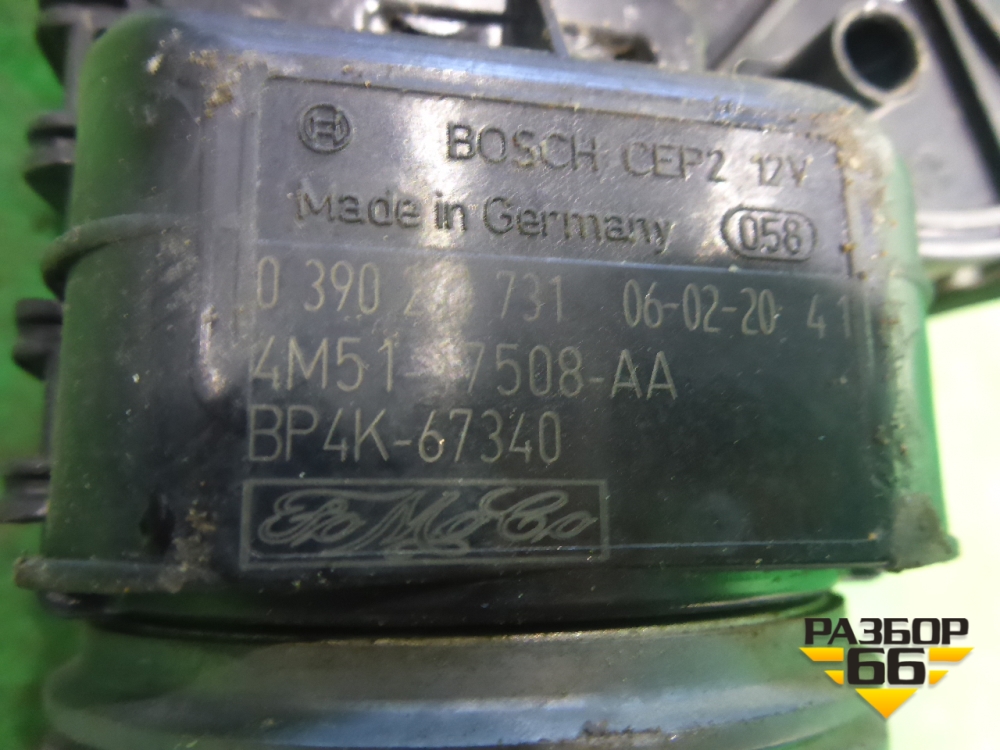 BOSCH CEP2 12V
Made in Germany 058
0 390 731 06-02-20 41
4M51- 7508-AA
BP4K-67340
FoMoCo
РАЗБОР
66